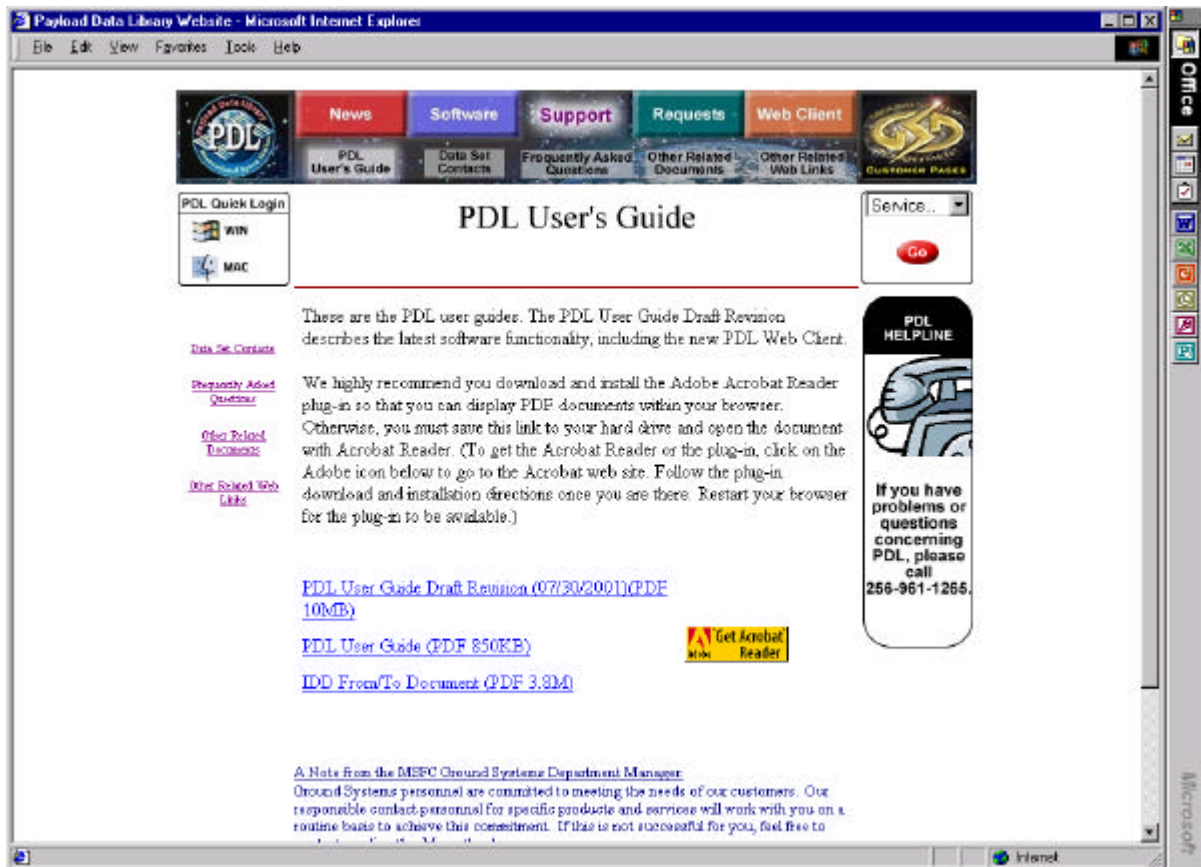 Payload Data Library Website - Microsoft Internet Explorer
File Edit View Favorites Tools Help
Office
PDL
News Software Support Requests Web Client
PDL User's Guide
Data Set Contacts
Frequently Asked Questions
Other Related Documents
Other Related Web Links
GSD
CUSTOMER PAGES
PDL Quick Login
WIN
MAC
PDL User's Guide
Service..
Go
These are the PDL user guides. The PDL User Guide Draft Revision
describes the latest software functionality, including the new PDL Web Client.
We highly recommend you download and install the Adobe Acrobat Reader
plug-in so that you can display PDF documents within your browser.
Otherwise, you must save this link to your hard drive and open the document
with Acrobat Reader. (To get the Acrobat Reader or the plug-in, click on the
Adobe icon below to go to the Acrobat web site. Follow the plug-in
download and installation directions once you are there. Restart your browser
for the plug-in to be available.)
Data Set Contacts
Frequently Asked
Questions
Other Related
Documents
Other Related Web
Links
PDL
HELPLINE
If you have
problems or
questions
concerning
PDL, please
call
256-961-1265.
PDL User Guide Draft Revision (07/30/2001)(PDF
10MB)
PDL User Guide (PDF 850KB)
IDD From/To Document (PDF 3.8M)
Get Acrobat
Reader
Adobe
A Note from the MSFC Ground Systems Department Manager
Ground Systems personnel are committed to meeting the needs of our customers. Our
responsible contact personnel for specific products and services will work with you on a
routine basis to achieve this commitment. If this is not successful for you, feel free to
Internet
Microsoft